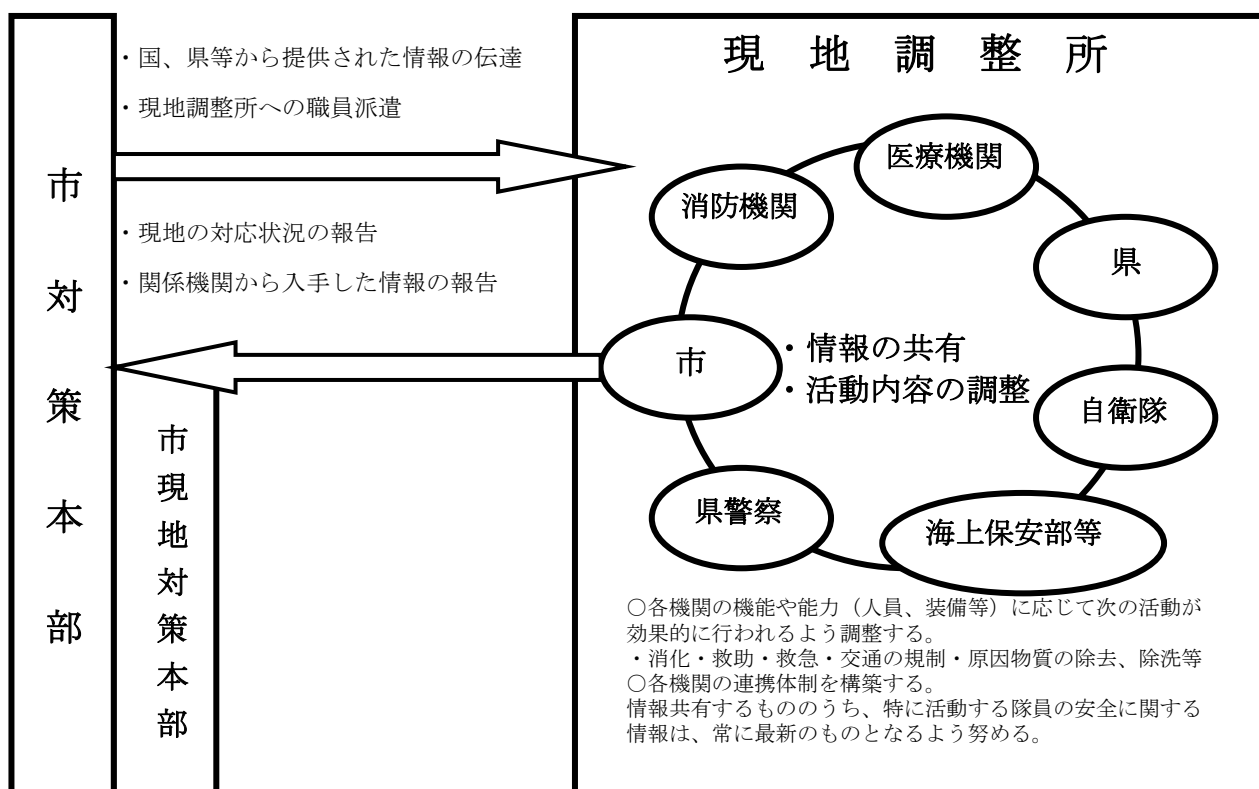 市対策本部
・国、県等から提供された情報の伝達
・現地調整所への職員派遣
・現地の対応状況の報告
・関係機関から入手した情報の報告
市現地対策本部
現地調整所
医療機関
消防機関
県
市
・情報の共有
・活動内容の調整
自衛隊
県警察
海上保安部等
○各機関の機能や能力（人員、装備等）に応じて次の活動が
効果的に行われるよう調整する。
・消化・救助・救急・交通の規制・原因物質の除去、除洗等
○各機関の連携体制を構築する。
情報共有するもののうち、特に活動する隊員の安全に関する
情報は、常に最新のものとなるよう努める。